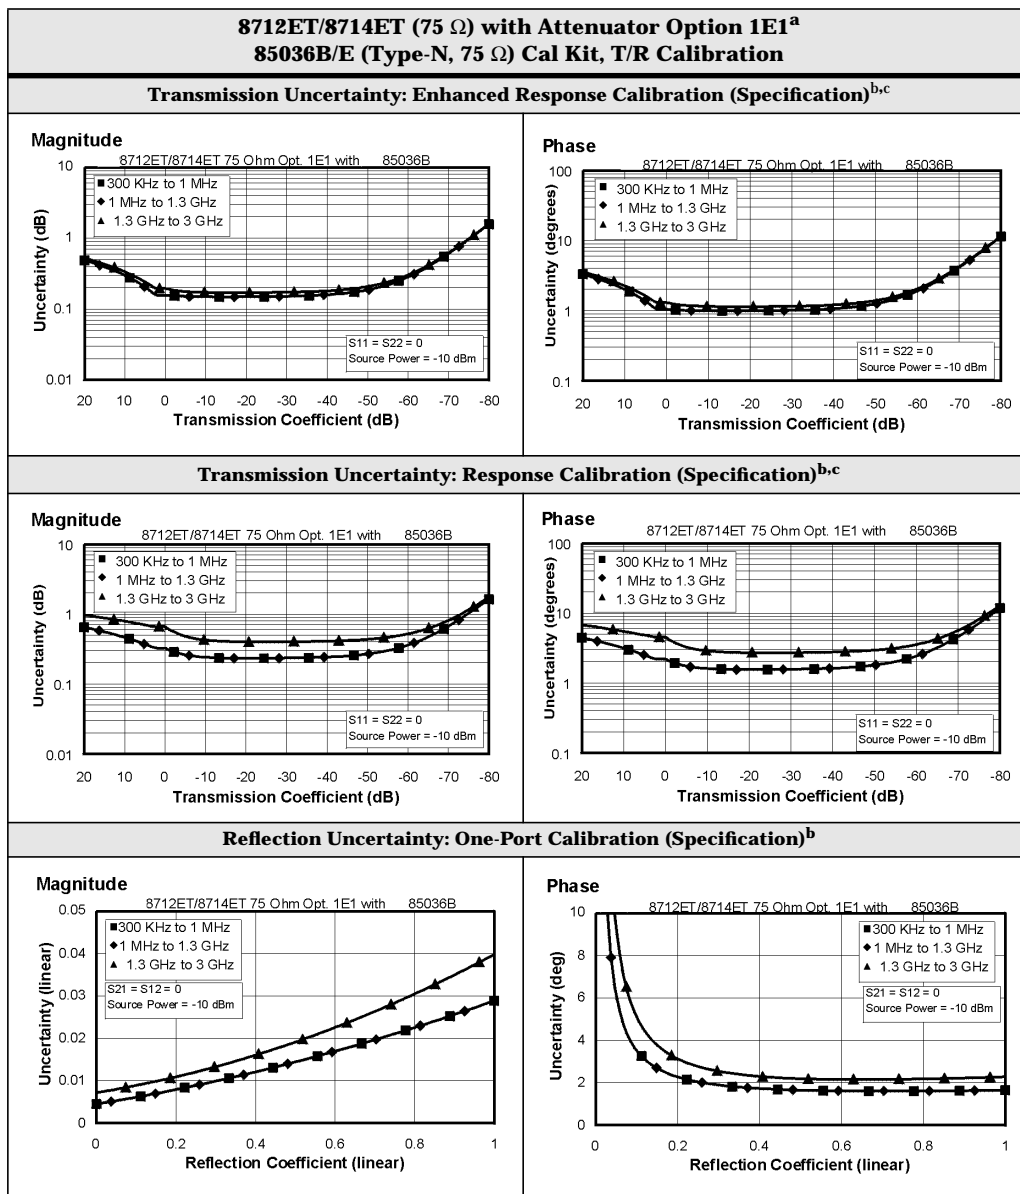 8712ET/8714ET (75 Ω) with Attenuator Option 1E1a
85036B/E (Type-N, 75 Ω) Cal Kit, T/R Calibration
Transmission Uncertainty: Enhanced Response Calibration (Specification)b,c
Magnitude
8712ET/8714ET 75 Ohm Opt. 1E1 with 85036B
300 KHz to 1 MHz
1 MHz to 1.3 GHz
1.3 GHz to 3 GHz
Uncertainty (dB)
10
1
0.1
0.01
S11 = S22 = 0
Source Power = -10 dBm
20 10 0 -10 -20 -30 -40 -50 -60 -70 -80
Transmission Coefficient (dB)
Phase
8712ET/8714ET 75 Ohm Opt. 1E1 with 85036B
300 KHz to 1 MHz
1 MHz to 1.3 GHz
1.3 GHz to 3 GHz
Uncertainty (degrees)
100
10
1
0.1
S11 = S22 = 0
Source Power = -10 dBm
20 10 0 -10 -20 -30 -40 -50 -60 -70 -80
Transmission Coefficient (dB)
Transmission Uncertainty: Response Calibration (Specification)b,c
Magnitude
8712ET/8714ET 75 Ohm Opt. 1E1 with 85036B
300 KHz to 1 MHz
1 MHz to 1.3 GHz
1.3 GHz to 3 GHz
Uncertainty (dB)
10
1
0.1
0.01
S11 = S22 = 0
Source Power = -10 dBm
20 10 0 -10 -20 -30 -40 -50 -60 -70 -80
Transmission Coefficient (dB)
Phase
8712ET/8714ET 75 Ohm Opt. 1E1 with 85036B
300 KHz to 1 MHz
1 MHz to 1.3 GHz
1.3 GHz to 3 GHz
Uncertainty (degrees)
100
10
1
0.1
S11 = S22 = 0
Source Power = -10 dBm
20 10 0 -10 -20 -30 -40 -50 -60 -70 -80
Transmission Coefficient (dB)
Reflection Uncertainty: One-Port Calibration (Specification)b
Magnitude
8712ET/8714ET 75 Ohm Opt. 1E1 with 85036B
300 KHz to 1 MHz
1 MHz to 1.3 GHz
1.3 GHz to 3 GHz
S21 = S12 = 0
Source Power = -10 dBm
Uncertainty (linear)
0.05
0.04
0.03
0.02
0.01
0
0 0.2 0.4 0.6 0.8 1
Reflection Coefficient (linear)
Phase
8712ET/8714ET 75 Ohm Opt. 1E1 with 85036B
300 KHz to 1 MHz
1 MHz to 1.3 GHz
1.3 GHz to 3 GHz
S21 = S12 = 0
Source Power = -10 dBm
Uncertainty (deg)
10
8
6
4
2
0
0 0.2 0.4 0.6 0.8 1
Reflection Coefficient (linear)